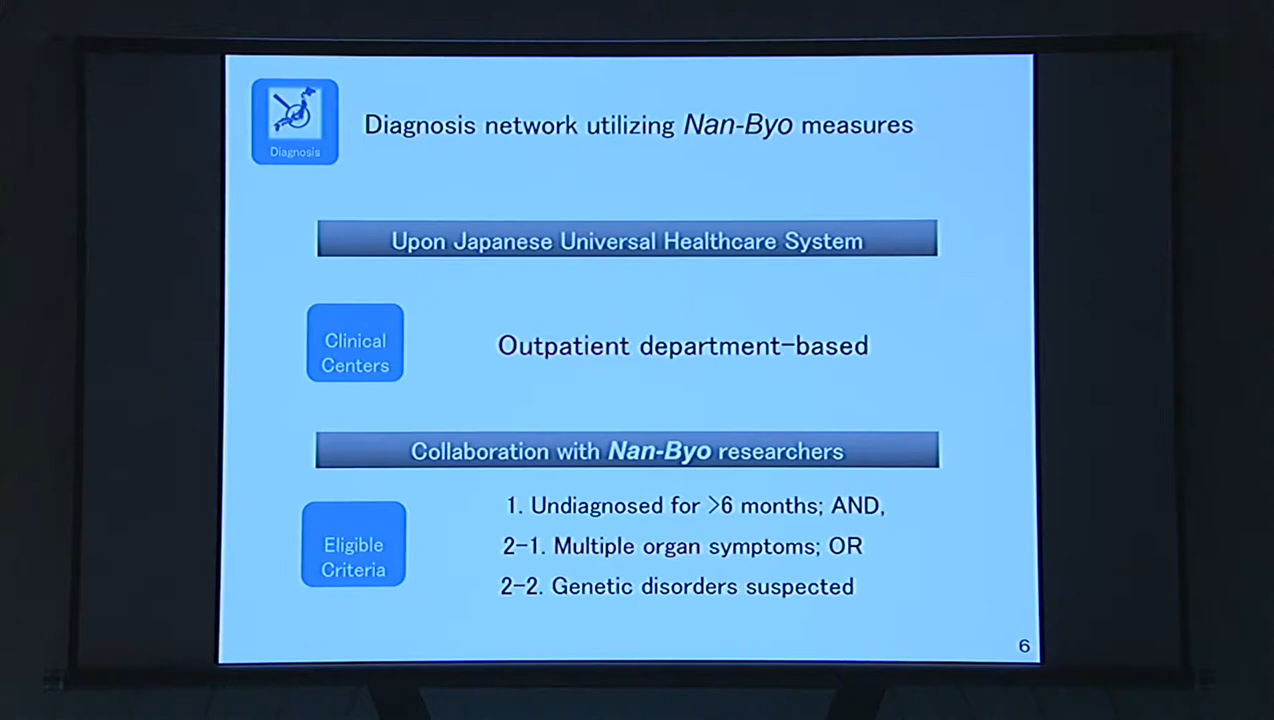 Diagnosis
Diagnosis network utilizing Nan-Byo measures
Upon Japanese Universal Healthcare System
Clinical
Centers
Outpatient department-based
Collaboration with Nan-Byo researchers
Eligible
Criteria
1. Undiagnosed for >6 months; AND,
2-1. Multiple organ symptoms; OR
2-2. Genetic disorders suspected
6